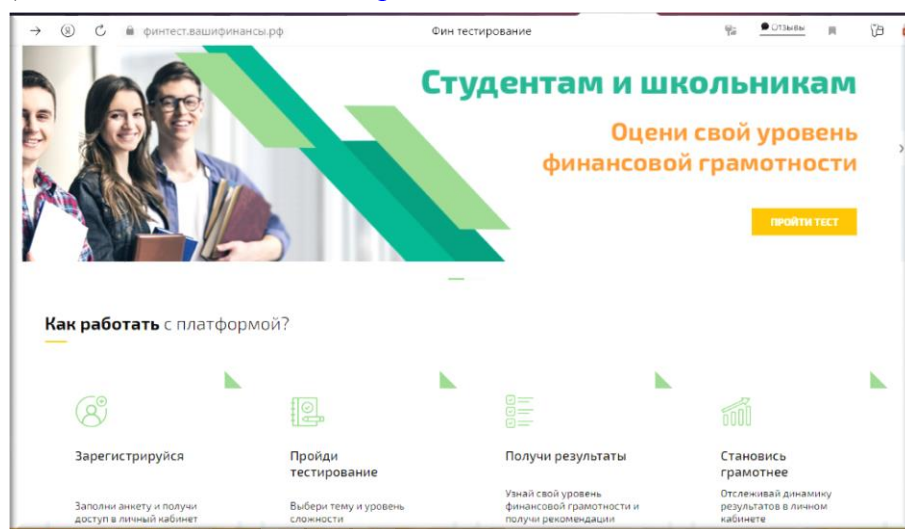 финтест.вашифинансы.рф
Фин тестирование
Отзывы
Студентам и школьникам
Оцени свой уровень
финансовой грамотности
ПРОЙТИ ТЕСТ
Как работать с платформой?
Зарегистрируйся
Заполни анкету и получи
доступ в личный кабинет
Пройди
тестирование
Выбери тему и уровень
сложности
Получи результаты
Узнай свой уровень
финансовой грамотности и
получи рекомендации
Становись
грамотнее
Отслеживай динамику
результатов в личном
кабинете